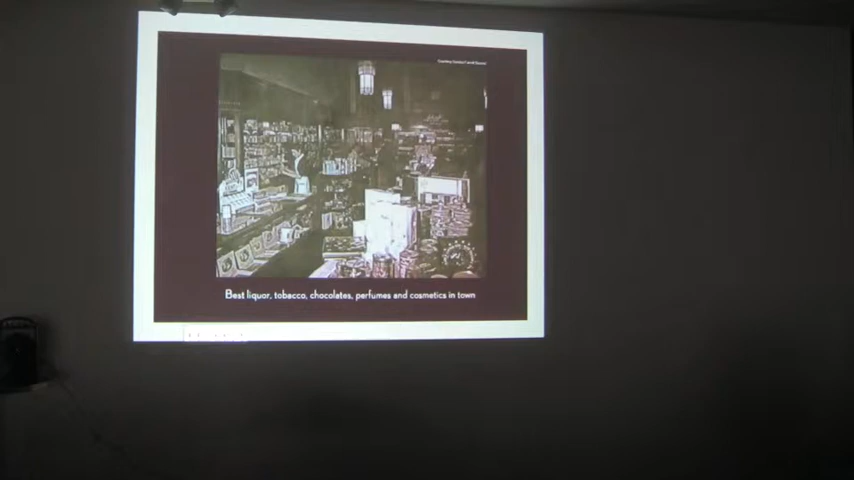 Best liquor, tobacco, chocolates, perfumes and cosmetics in town